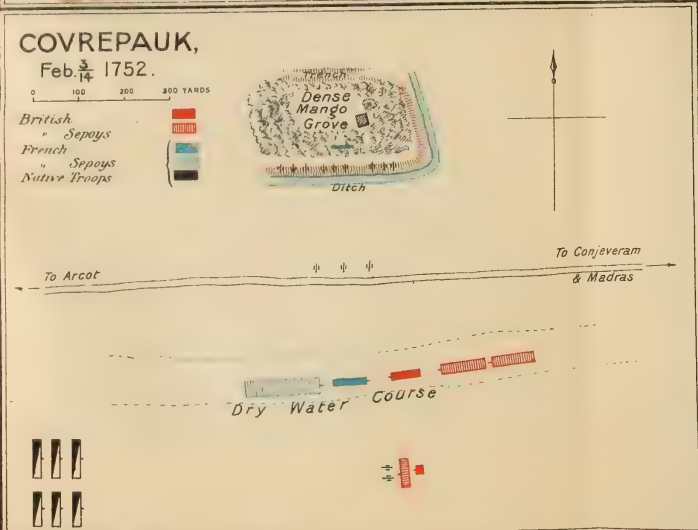 COVREPAUK,
Feb. 3/14 1752.
0 100 200 300 YARDS
British
" Sepoys
French
" Sepoys
Native Troops
Trench
Dense
Mango
Grove
Ditch
To Arcot
To Conjeveram
& Madras
Dry Water Course